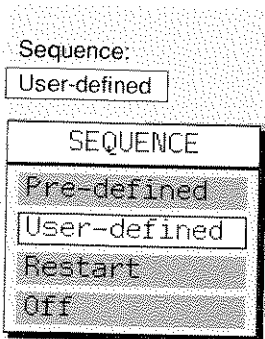 Sequence:
User-defined
SEQUENCE
Pre-defined
User-defined
Restart
Off